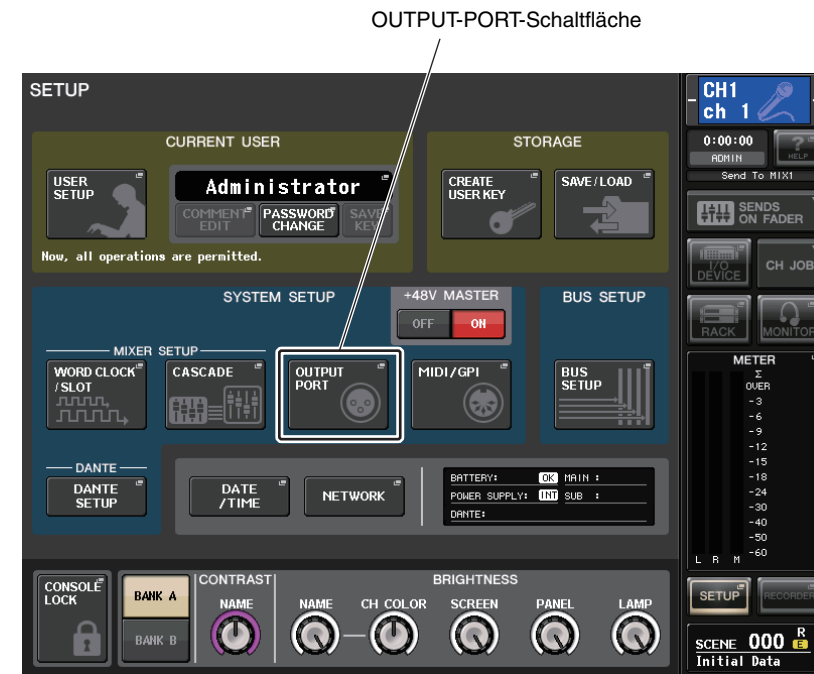 OUTPUT-PORT-Schaltfläche
SETUP
CURRENT USER
STORAGE
USER SETUP
Administrator
COMMENT EDIT
PASSWORD CHANGE
SAVE KEY
CREATE USER KEY
SAVE/LOAD
Now, all operations are permitted.
SYSTEM SETUP
+48V MASTER
OFF
ON
BUS SETUP
MIXER SETUP
WORD CLOCK /SLOT
CASCADE
OUTPUT PORT
MIDI/GPI
BUS SETUP
DANTE
DANTE SETUP
DATE /TIME
NETWORK
BATTERY: OK MAIN :
POWER SUPPLY: INT SUB :
DANTE:
CONSOLE LOCK
BANK A
BANK B
CONTRAST
NAME
BRIGHTNESS
NAME
CH COLOR
SCREEN
PANEL
LAMP
CH1
ch 1
0:00:00
ADMIN
?
HELP
Send To MIX1
SENDS ON FADER
I/O DEVICE
CH JOB
RACK
MONITOR
METER
Σ
OVER
-3
-6
-9
-12
-15
-18
-24
-30
-40
-50
-60
L R M
SETUP
RECORDER
SCENE 000 R E
Initial Data